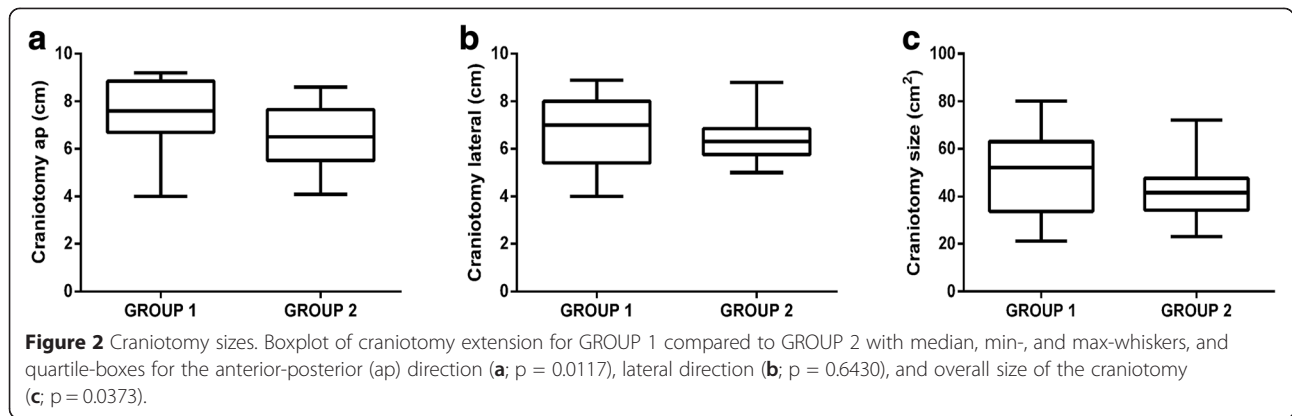 a
Craniotomy ap (cm)
10
8
6
4
2
0
GROUP 1 GROUP 2
b
Craniotomy lateral (cm)
10
8
6
4
2
0
GROUP 1 GROUP 2
c
Craniotomy size (cm²)
100
80
60
40
20
0
GROUP 1 GROUP 2
Figure 2 Craniotomy sizes. Boxplot of craniotomy extension for GROUP 1 compared to GROUP 2 with median, min-, and max-whiskers, and
quartile-boxes for the anterior-posterior (ap) direction (a; p = 0.0117), lateral direction (b; p = 0.6430), and overall size of the craniotomy
(c; p = 0.0373).